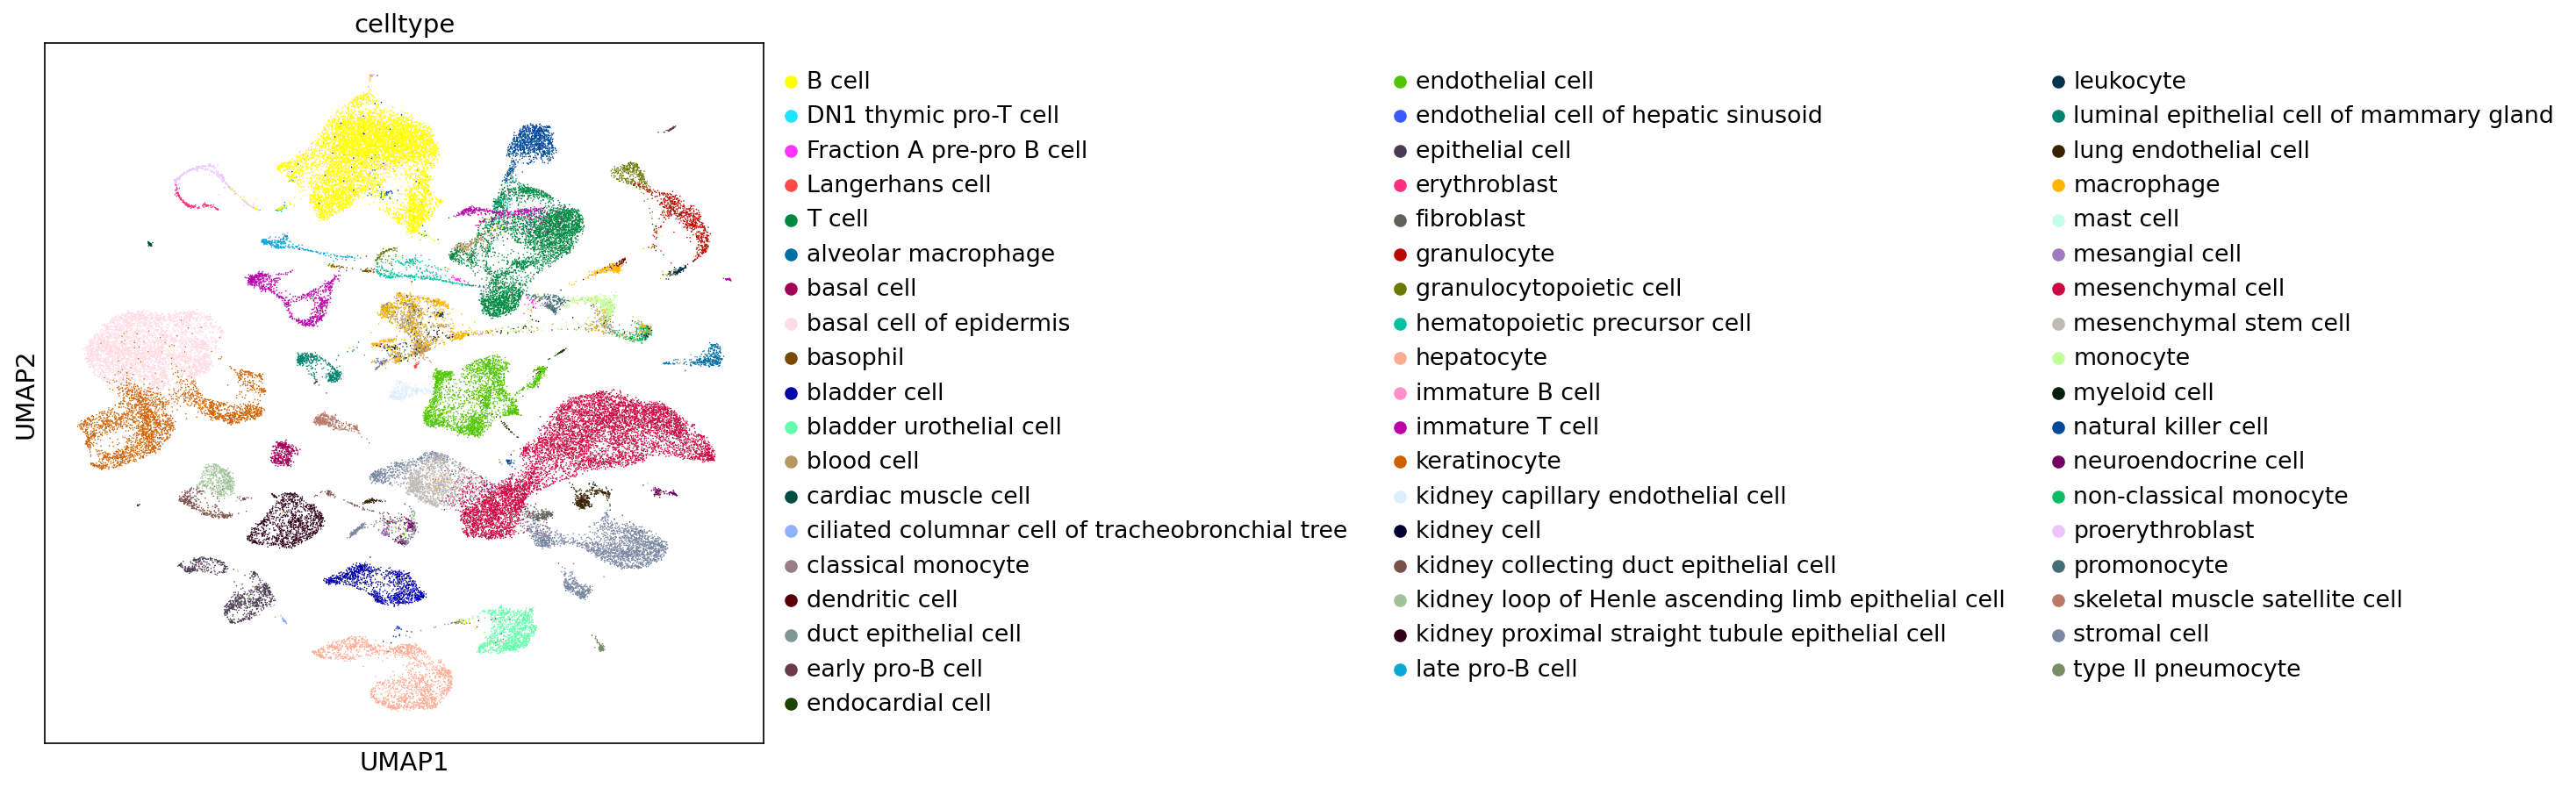 celltype
UMAP2
UMAP1
B cell
DN1 thymic pro-T cell
Fraction A pre-pro B cell
Langerhans cell
T cell
alveolar macrophage
basal cell
basal cell of epidermis
basophil
bladder cell
bladder urothelial cell
blood cell
cardiac muscle cell
ciliated columnar cell of tracheobronchial tree
classical monocyte
dendritic cell
duct epithelial cell
early pro-B cell
endocardial cell
endothelial cell
endothelial cell of hepatic sinusoid
epithelial cell
erythroblast
fibroblast
granulocyte
granulocytopoietic cell
hematopoietic precursor cell
hepatocyte
immature B cell
immature T cell
keratinocyte
kidney capillary endothelial cell
kidney cell
kidney collecting duct epithelial cell
kidney loop of Henle ascending limb epithelial cell
kidney proximal straight tubule epithelial cell
late pro-B cell
leukocyte
luminal epithelial cell of mammary gland
lung endothelial cell
macrophage
mast cell
mesangial cell
mesenchymal cell
mesenchymal stem cell
monocyte
myeloid cell
natural killer cell
neuroendocrine cell
non-classical monocyte
proerythroblast
promonocyte
skeletal muscle satellite cell
stromal cell
type II pneumocyte